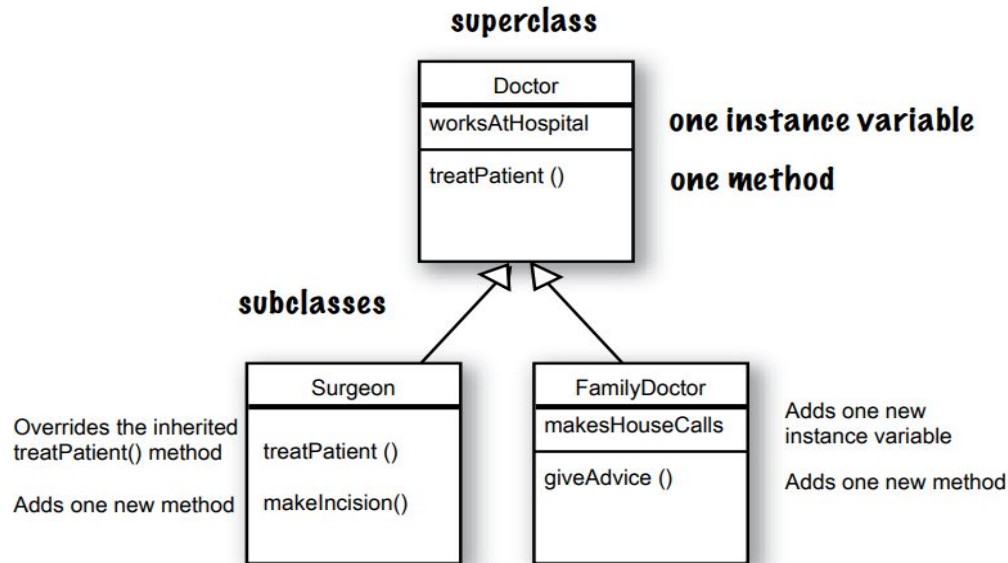 superclass
Doctor
worksAtHospital
one instance variable
treatPatient ()
one method
subclasses
Surgeon
Overrides the inherited
treatPatient() method
treatPatient ()
Adds one new method
makeIncision()
FamilyDoctor
makesHouseCalls
Adds one new
instance variable
giveAdvice ()
Adds one new method